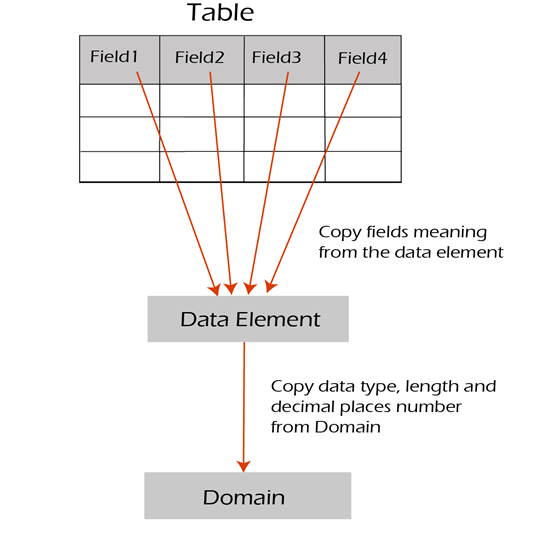 Table
Field1 Field2 Field3 Field4
Copy fields meaning
from the data element
Data Element
Copy data type, length and
decimal places number
from Domain
Domain